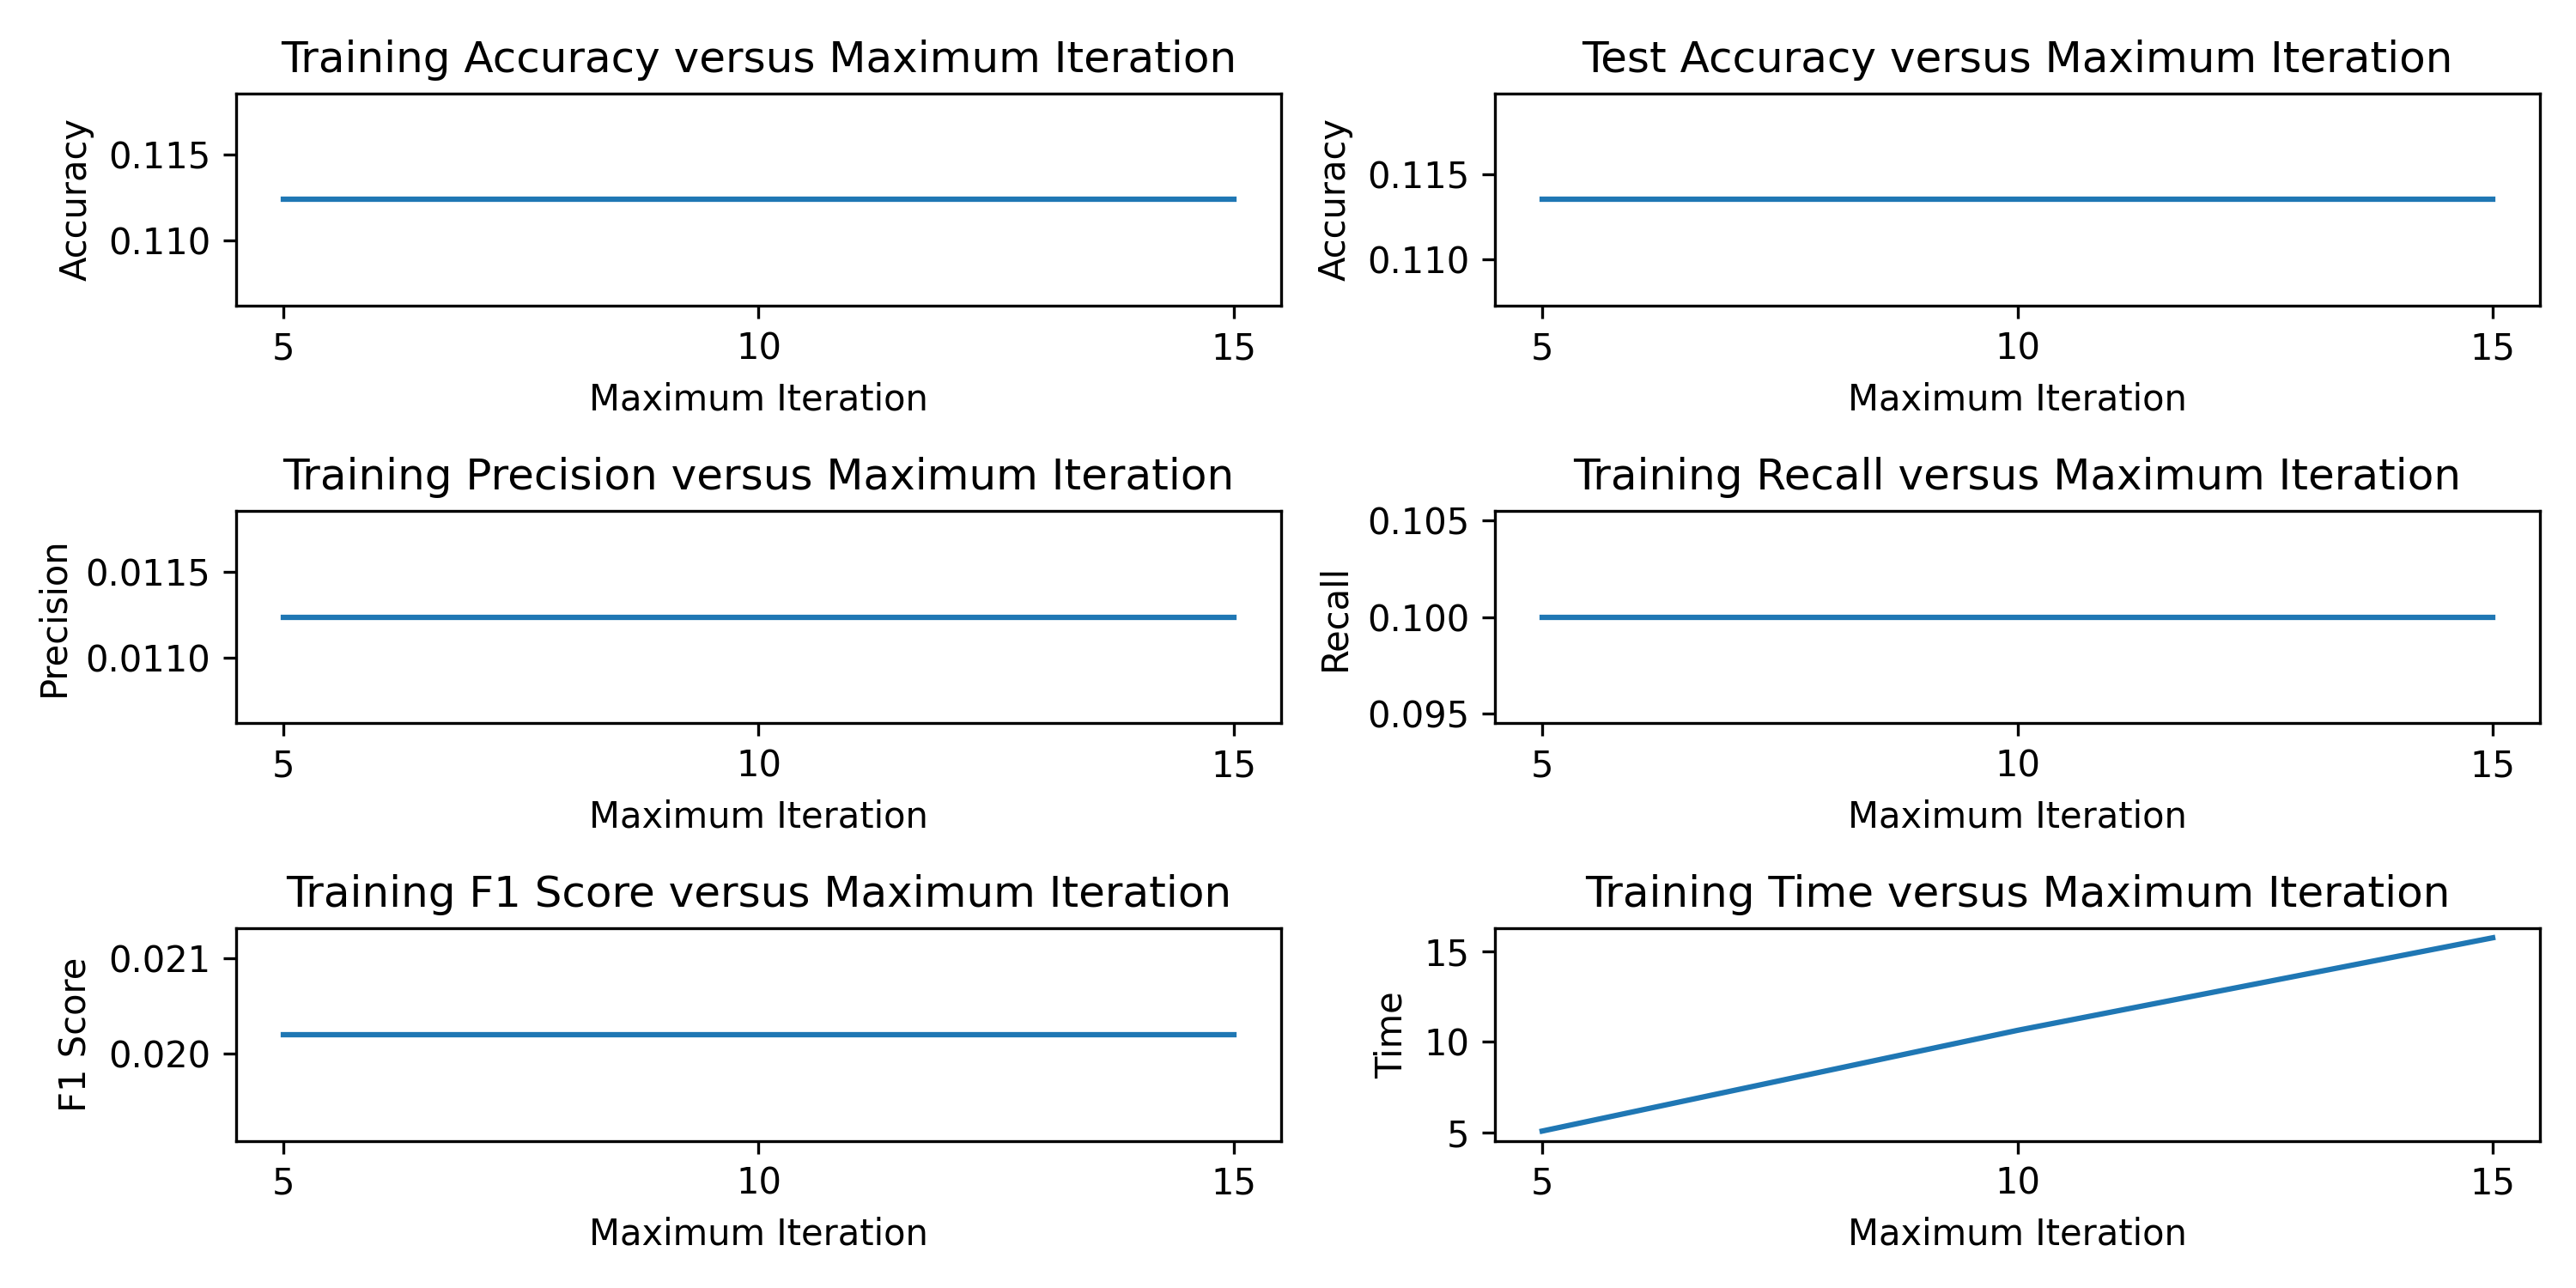 Training Accuracy versus Maximum Iteration
Accuracy
0.115
0.110
5 10 15
Maximum Iteration
Test Accuracy versus Maximum Iteration
Accuracy
0.115
0.110
5 10 15
Maximum Iteration
Training Precision versus Maximum Iteration
Precision
0.0115
0.0110
5 10 15
Maximum Iteration
Training Recall versus Maximum Iteration
Recall
0.105
0.100
0.095
5 10 15
Maximum Iteration
Training F1 Score versus Maximum Iteration
F1 Score
0.021
0.020
5 10 15
Maximum Iteration
Training Time versus Maximum Iteration
Time
15
10
5
5 10 15
Maximum Iteration